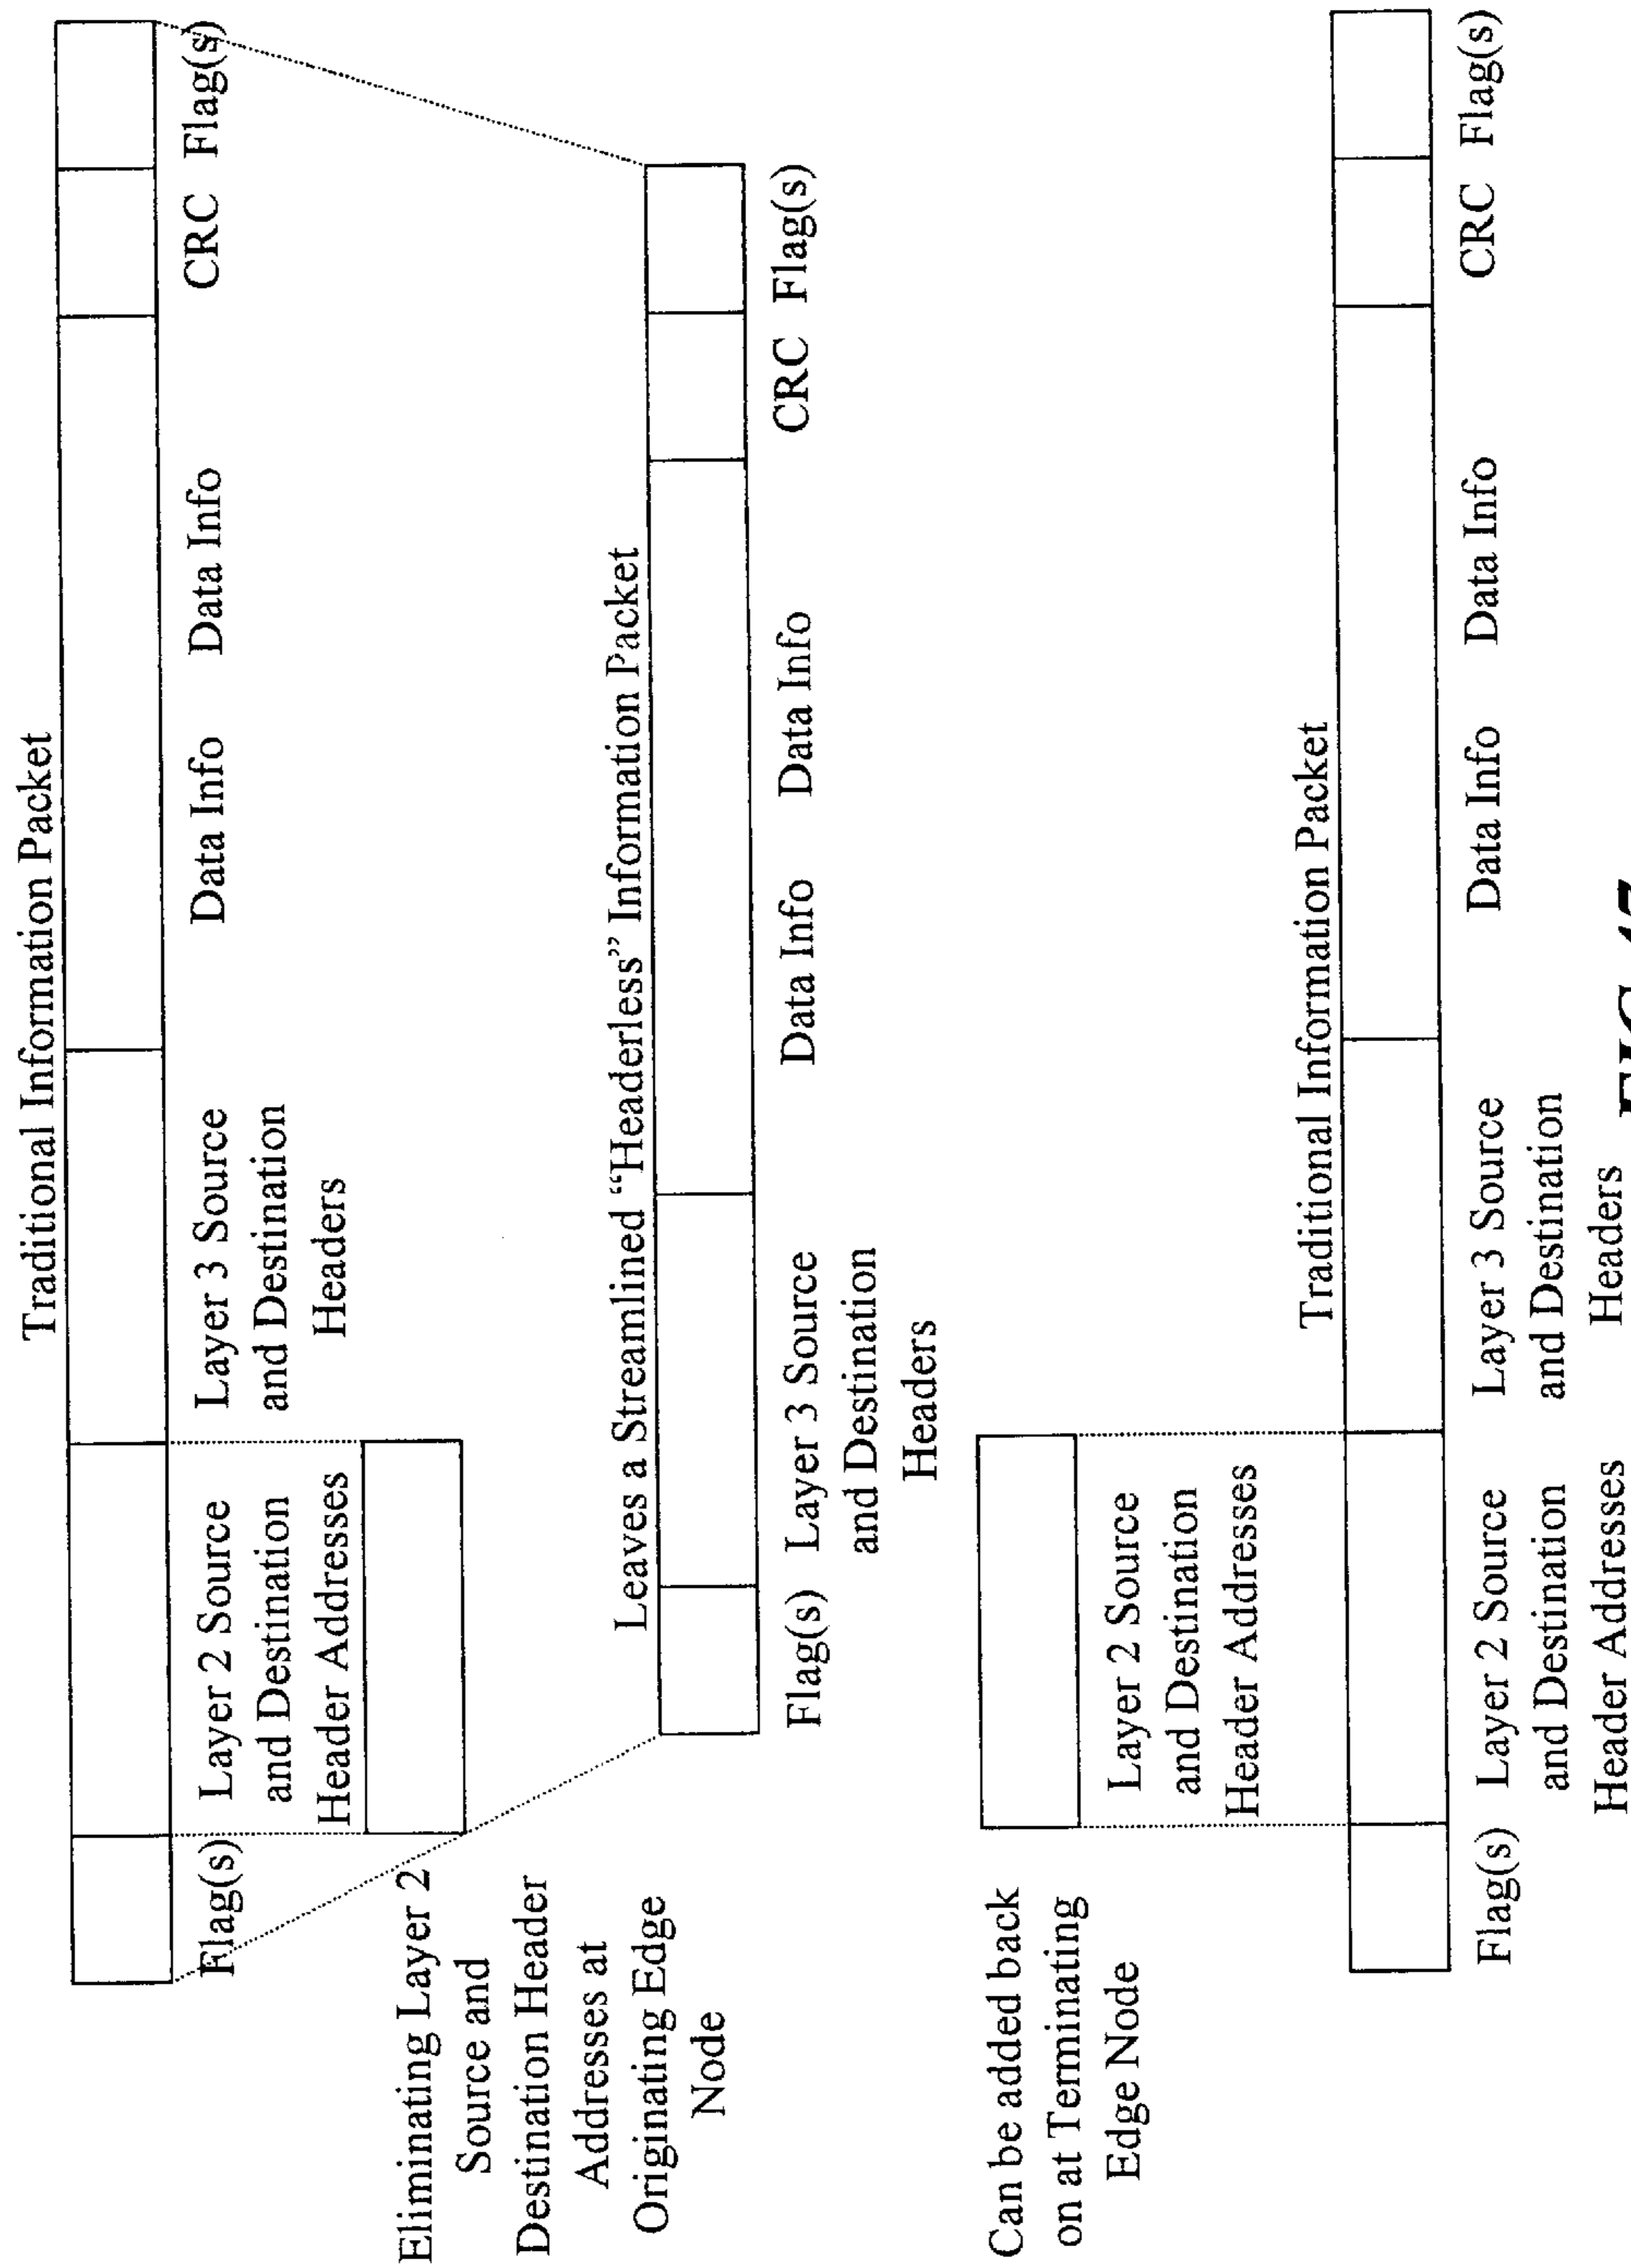 Traditional Information Packet
Flag(s)
Layer 2 Source
and Destination
Header Addresses
Layer 3 Source
and Destination
Headers
Data Info
Data Info
CRC
Flag(s)
Eliminating Layer 2
Source and
Destination Header
Addresses at
Originating Edge
Node
Leaves a Streamlined “Headerless” Information Packet
Flag(s)
Layer 3 Source
and Destination
Headers
Data Info
Data Info
CRC
Flag(s)
Can be added back
on at Terminating
Edge Node
Layer 2 Source
and Destination
Header Addresses
Traditional Information Packet
Flag(s)
Layer 2 Source
and Destination
Header Addresses
Layer 3 Source
and Destination
Headers
Data Info
Data Info
CRC
Flag(s)